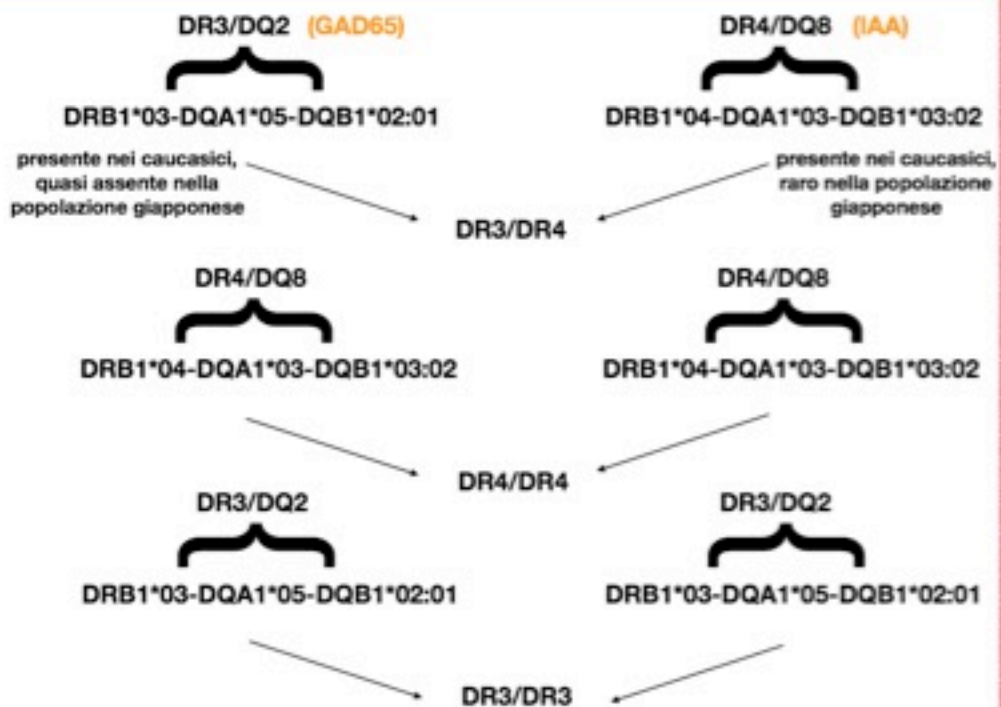 DR3/DQ2 (GAD65)
DR4/DQ8 (IAA)
DRB1*03-DQA1*05-DQB1*02:01
DRB1*04-DQA1*03-DQB1*03:02
presente nei caucasici,
quasi assente nella
popolazione giapponese
presente nei caucasici,
raro nella popolazione
giapponese
DR3/DR4
DR4/DQ8
DR4/DQ8
DRB1*04-DQA1*03-DQB1*03:02
DRB1*04-DQA1*03-DQB1*03:02
DR4/DR4
DR3/DQ2
DR3/DQ2
DRB1*03-DQA1*05-DQB1*02:01
DRB1*03-DQA1*05-DQB1*02:01
DR3/DR3